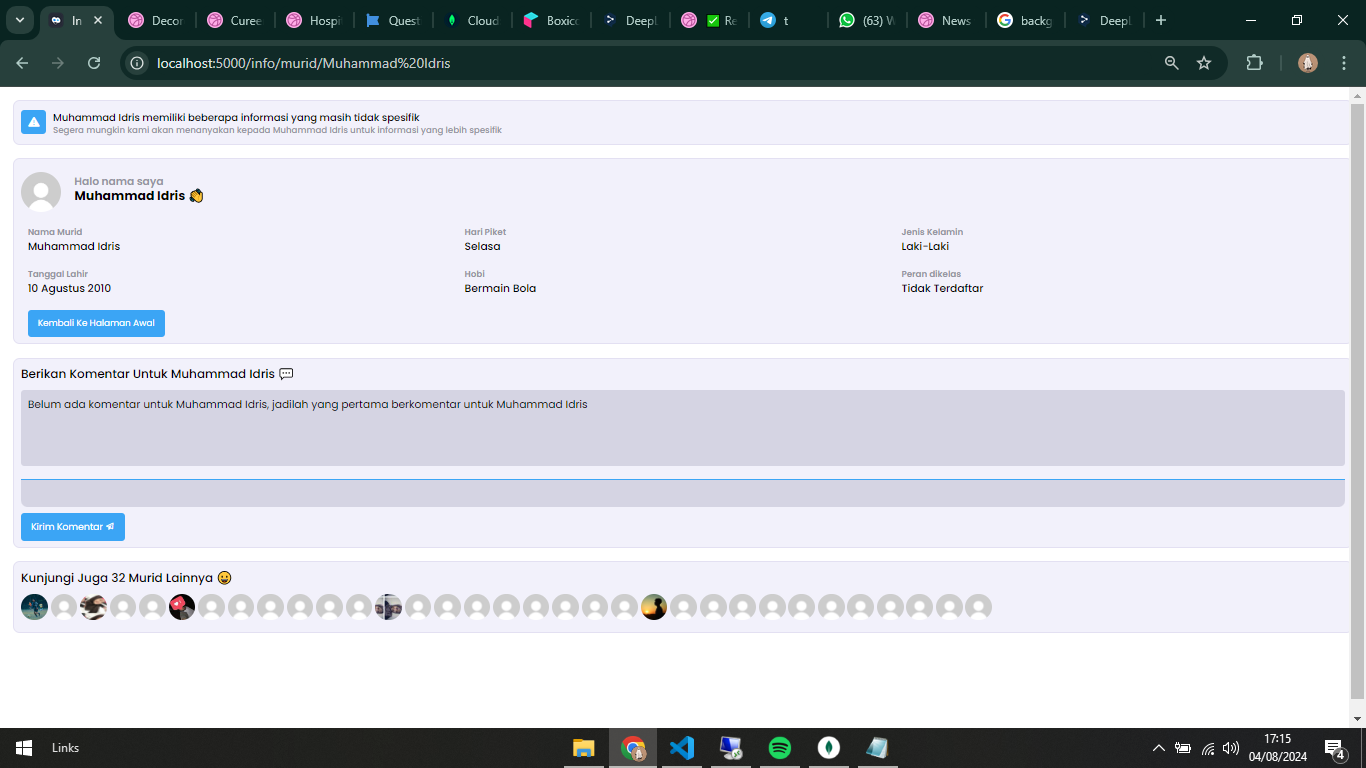 In
Decor
Curee
Hospi
Quest
Cloud
Boxico
DeepL
Re
t
(63) W
News
backg
DeepL
localhost:5000/info/murid/Muhammad%20Idris
Muhammad Idris memiliki beberapa informasi yang masih tidak spesifik
Segera mungkin kami akan menanyakan kepada Muhammad Idris untuk informasi yang lebih spesifik
Halo nama saya
Muhammad Idris 👏
Nama Murid
Muhammad Idris
Hari Piket
Selasa
Jenis Kelamin
Laki-Laki
Tanggal Lahir
10 Agustus 2010
Hobi
Bermain Bola
Peran dikelas
Tidak Terdaftar
Kembali Ke Halaman Awal
Berikan Komentar Untuk Muhammad Idris 💬
Belum ada komentar untuk Muhammad Idris, jadilah yang pertama berkomentar untuk Muhammad Idris
Kirim Komentar
Kunjungi Juga 32 Murid Lainnya 😀
Links
17:15
04/08/2024
4